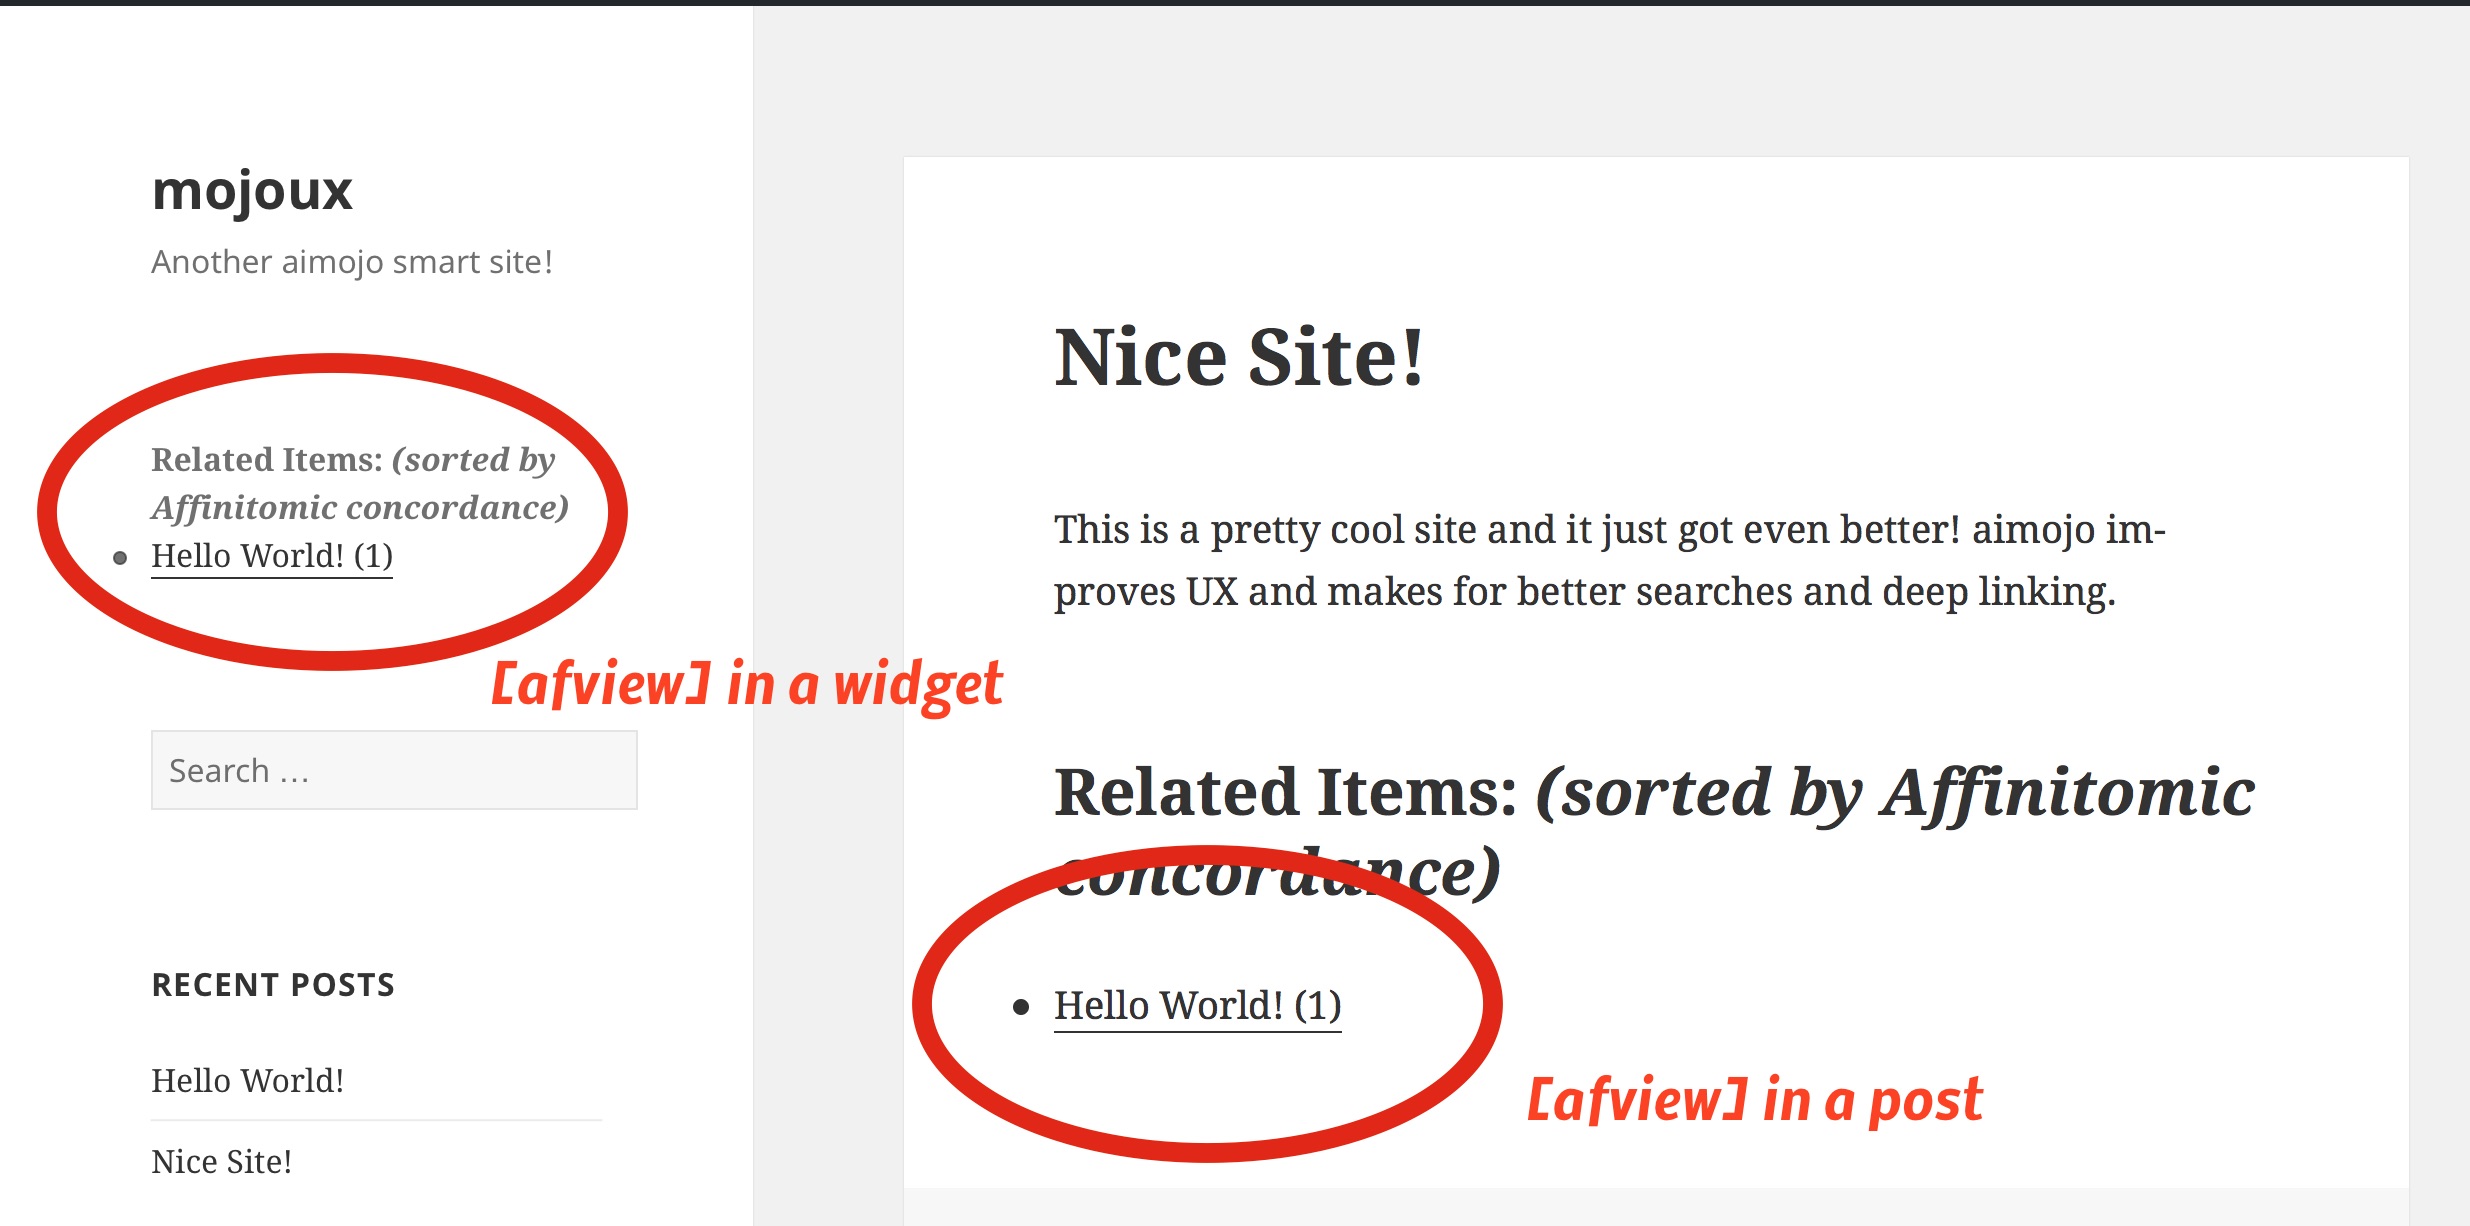 mojoux
Another aimojo smart site!
Related Items: (sorted by
Affinitomic concordance)
Hello World! (1)
[afview] in a widget
Search …
RECENT POSTS
Hello World!
Nice Site!
Nice Site!
This is a pretty cool site and it just got even better! aimojo im-
proves UX and makes for better searches and deep linking.
Related Items: (sorted by Affinitomic
concordance)
Hello World! (1)
[afview] in a post